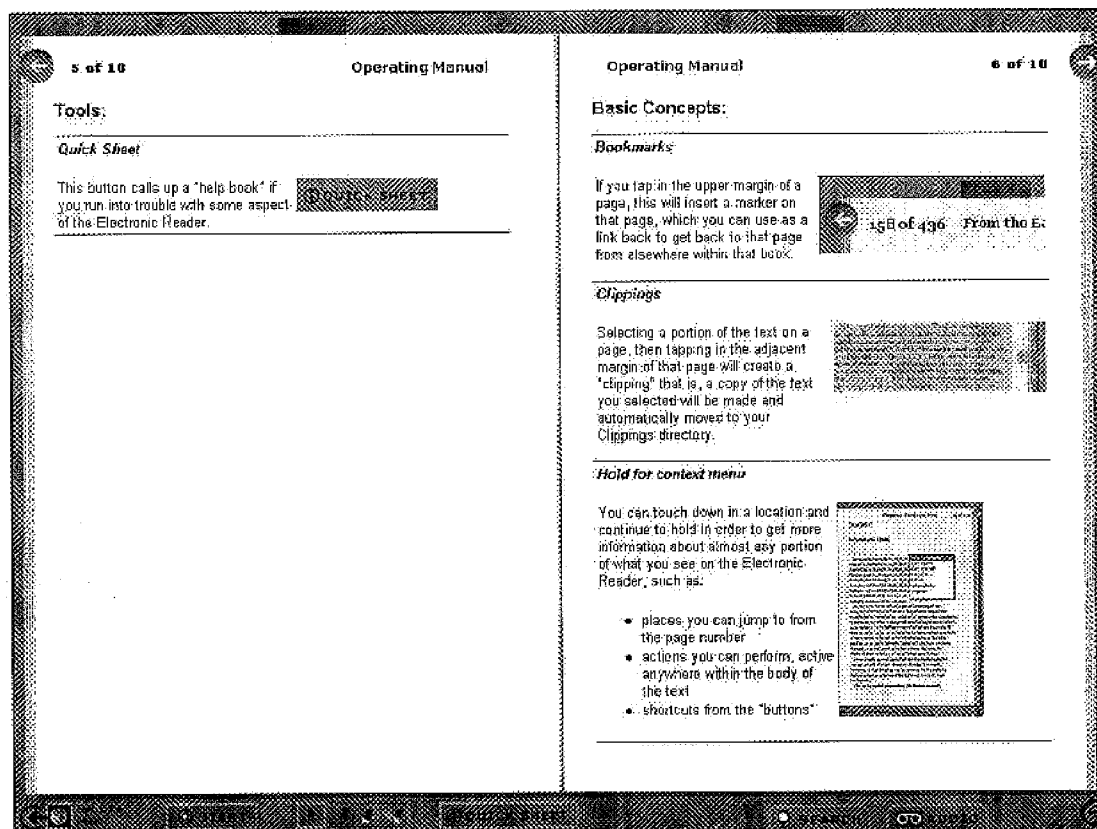 5 of 10
Operating Manual
Tools:
Quick Sheet
This button calls up a "help book" if
you run into trouble with some aspect
of the Electronic Reader.
Operating Manual
6 of 10
Basic Concepts:
Bookmarks
If you tap in the upper margin of a
page, this will insert a marker on
that page, which you can use as a
link back to get back to that page
from elsewhere within that book.
158 of 436 From the
Clippings
Selecting a portion of the text on a
page, then tapping in the adjacent
margin of that page will create a
"clipping" that is, a copy of the text
you selected will be made and
automatically moved to your
Clippings directory.
Hold for context menu
You can touch down in a location and
continue to hold in order to get more
information about almost any portion
of what you see on the Electronic
Reader, such as:
• places you can jump to from
the page number
• actions you can perform, active
anywhere within the body of
the text
• shortcuts from the "buttons"